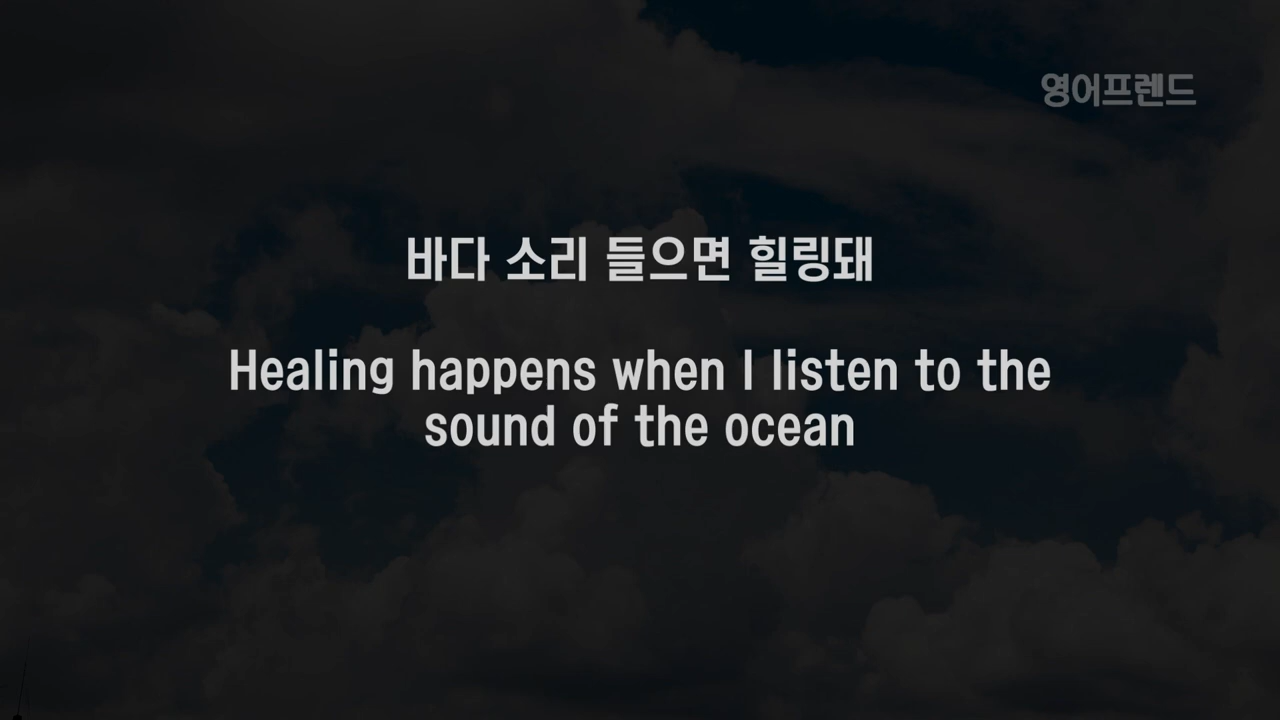 영어프렌드
바다 소리 들으면 힐링돼
Healing happens when I listen to the
sound of the ocean